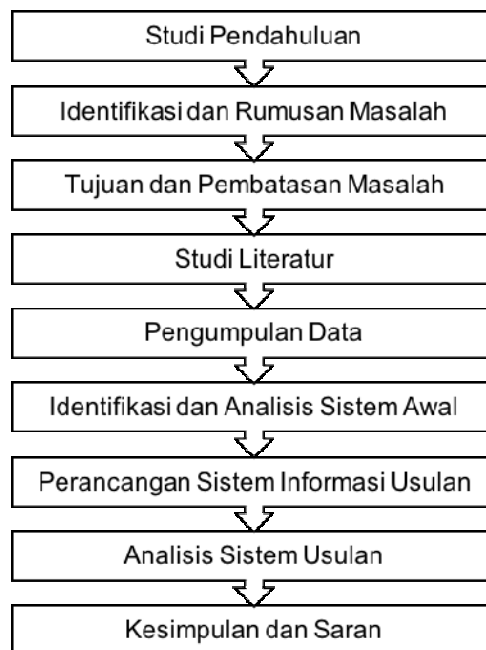 Studi Pendahuluan
Identifikasi dan Rumusan Masalah
Tujuan dan Pembatasan Masalah
Studi Literatur
Pengumpulan Data
Identifikasi dan Analisis Sistem Awal
Perancangan Sistem Informasi Usulan
Analisis Sistem Usulan
Kesimpulan dan Saran